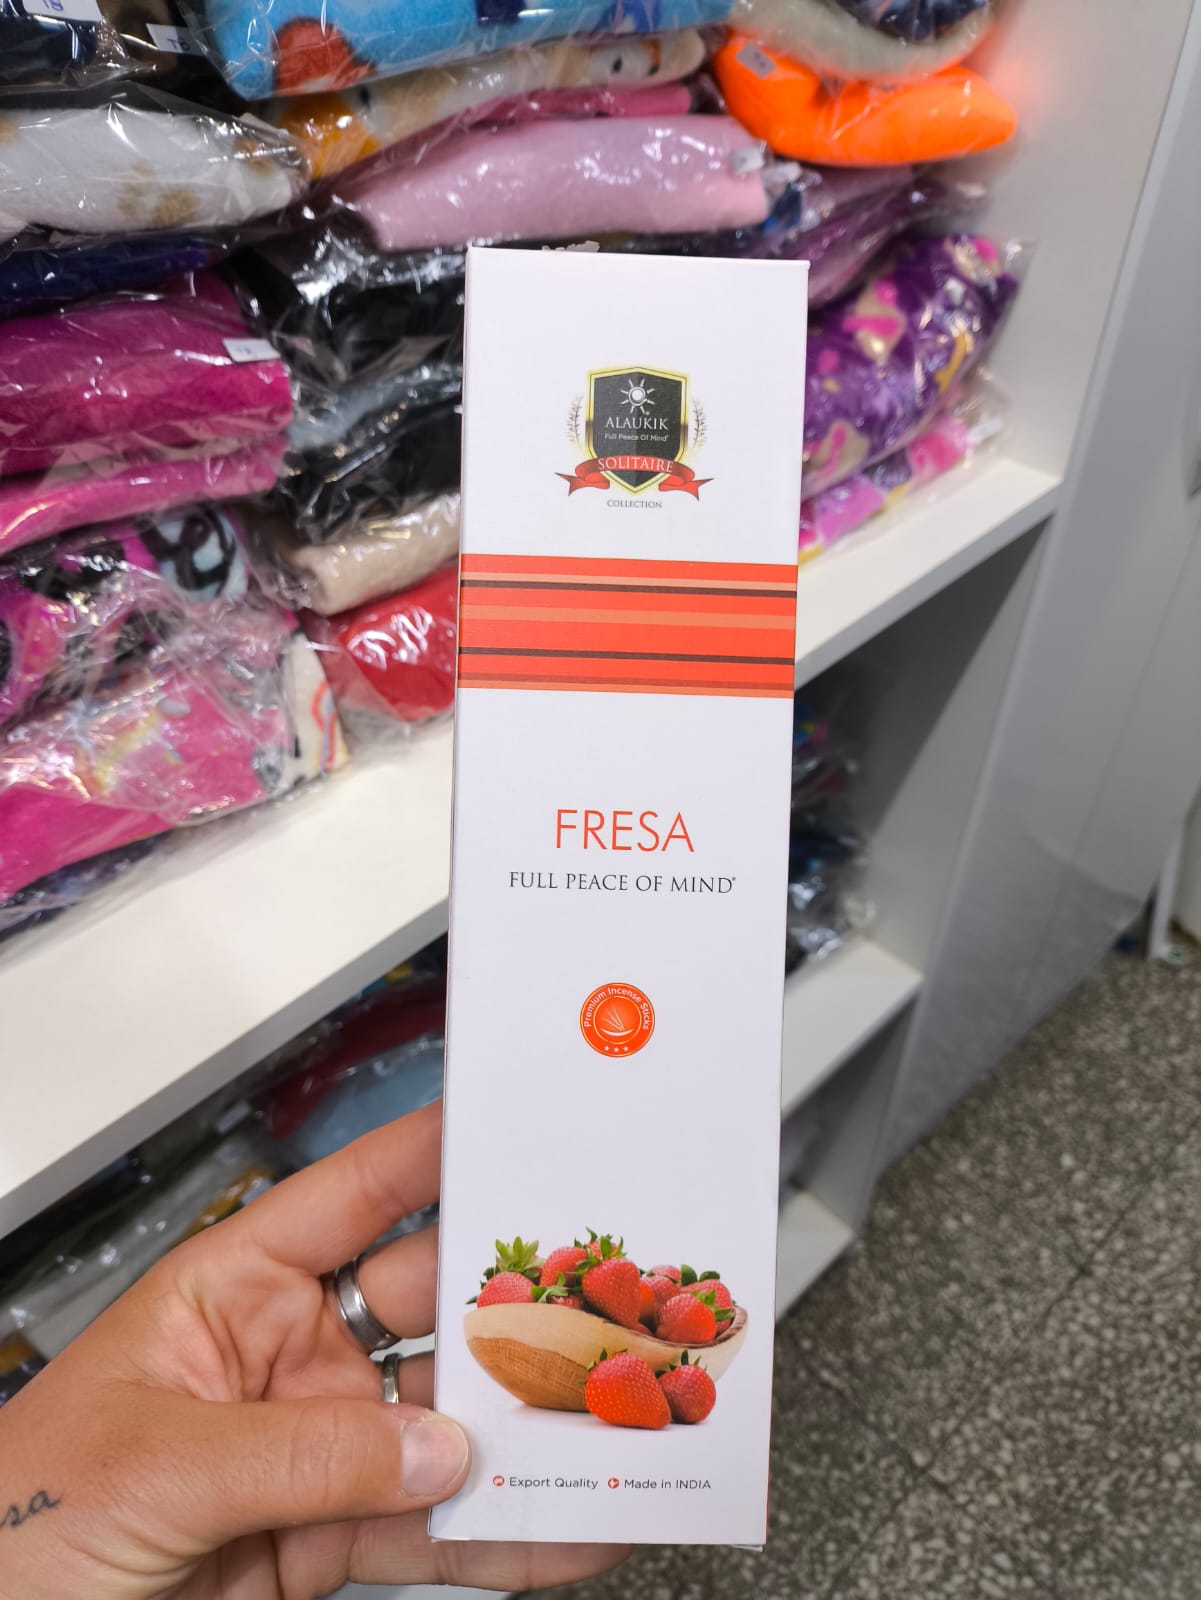 ALAUKIK
Full Peace Of Mind®
SOLITAIRE
COLLECTION
FRESA
FULL PEACE OF MIND®
Premium Incense Sticks
Export Quality Made in INDIA
sa